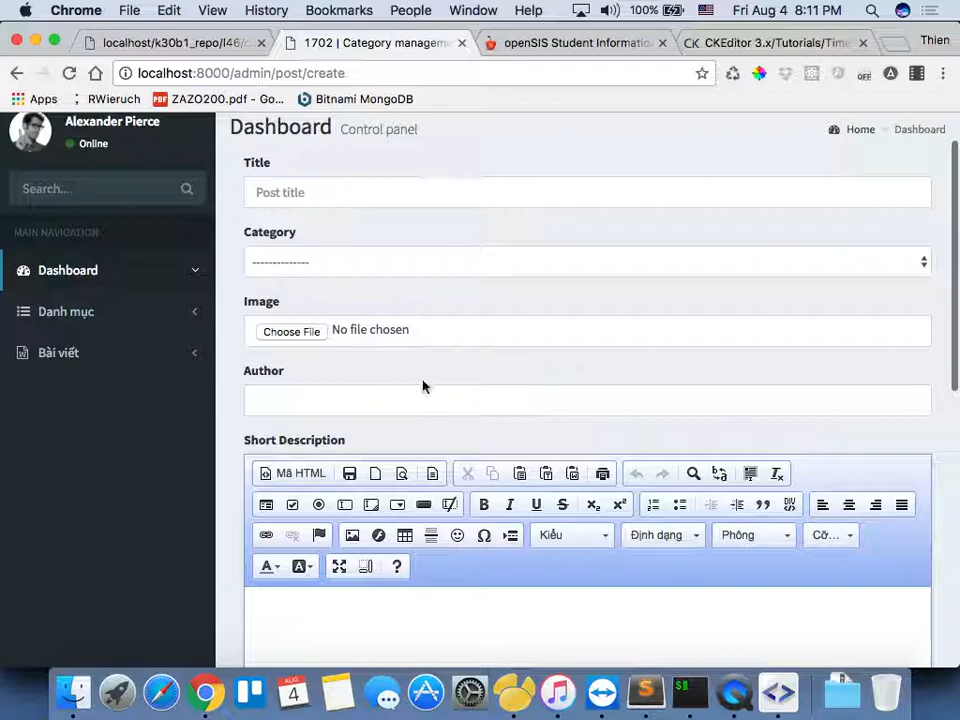 Chrome File Edit View History Bookmarks People Window Help 100% Fri Aug 4 8:11 PM
localhost/k30b1_repo/l46/c 1702 | Category manageme openSIS Student Informatio CKEditor 3.x/Tutorials/Time Thien
localhost:8000/admin/post/create
Apps RWieruch ZAZO200.pdf - Go... Bitnami MongoDB
Alexander Pierce
Online
Dashboard Control panel
Home Dashboard
Search....
MAIN NAVIGATION
Dashboard
Danh mục
Bài viết
Title
Post title
Category
--------------
Image
Choose File No file chosen
Author
Short Description
Mã HTML
B I U S
Kiểu Định dạng Phông Cỡ...
A A ?
AUG
4